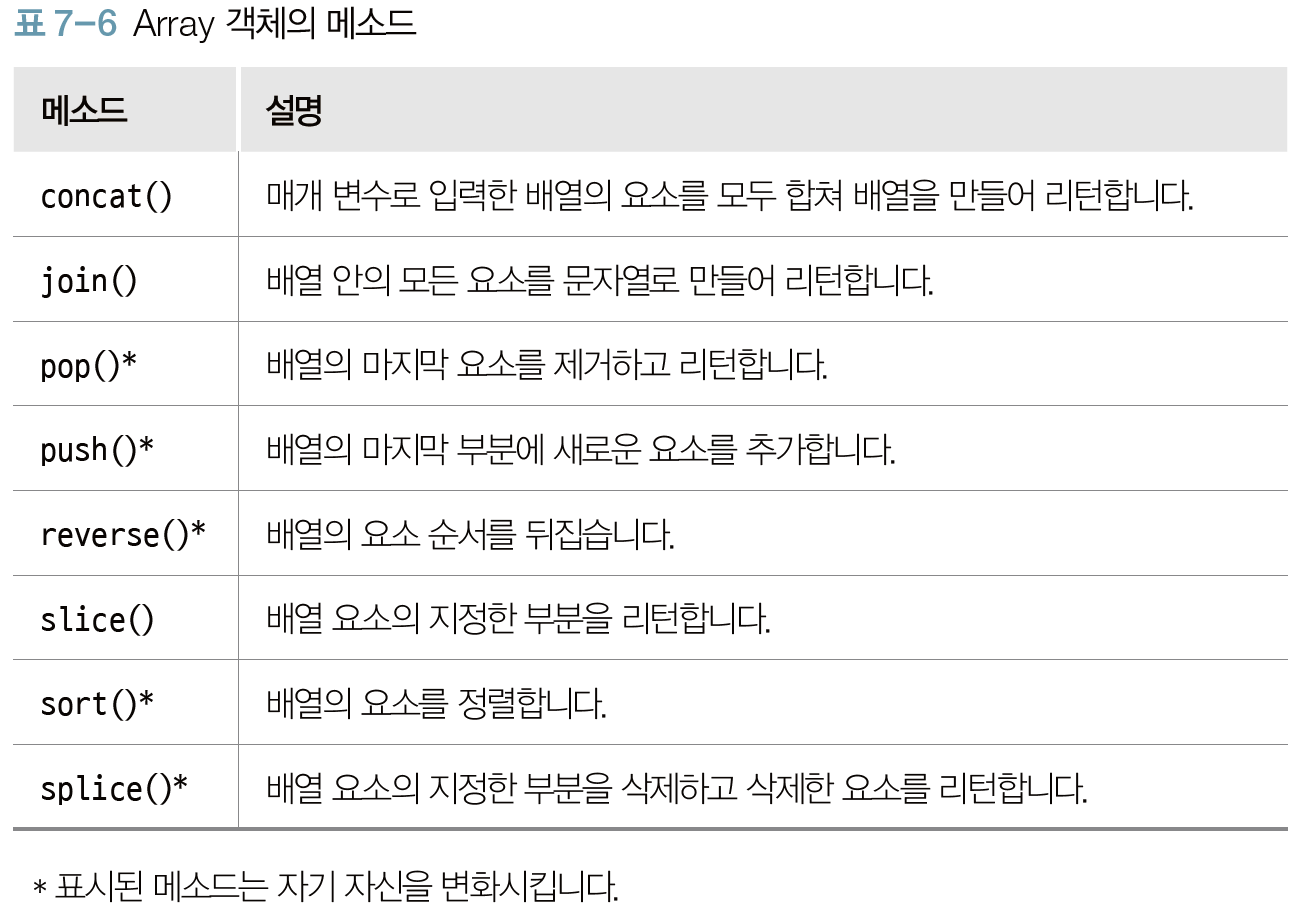 표 7-6 Array 객체의 메소드
메소드 설명
concat() 매개 변수로 입력한 배열의 요소를 모두 합쳐 배열을 만들어 리턴합니다.
join() 배열 안의 모든 요소를 문자열로 만들어 리턴합니다.
pop()* 배열의 마지막 요소를 제거하고 리턴합니다.
push()* 배열의 마지막 부분에 새로운 요소를 추가합니다.
reverse()* 배열의 요소 순서를 뒤집습니다.
slice() 배열 요소의 지정한 부분을 리턴합니다.
sort()* 배열의 요소를 정렬합니다.
splice()* 배열 요소의 지정한 부분을 삭제하고 삭제한 요소를 리턴합니다.
* 표시된 메소드는 자기 자신을 변화시킵니다.